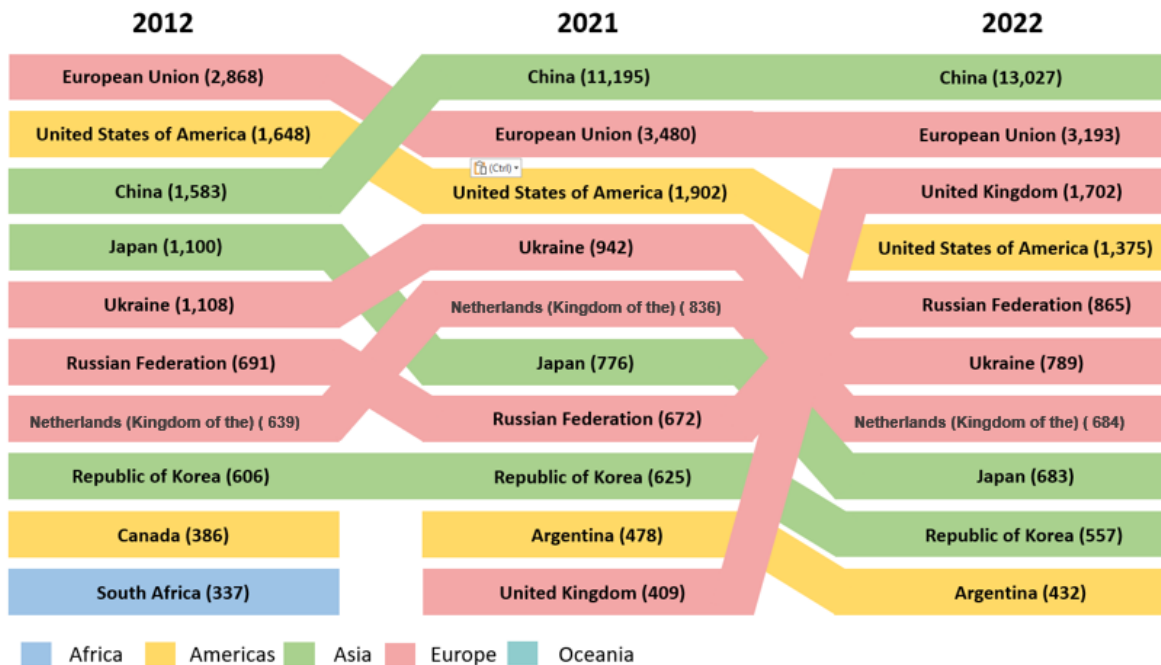 2012 2021 2022
European Union (2,868) China (11,195) China (13,027)
United States of America (1,648) European Union (3,480) European Union (3,193)
(Ctrl)
China (1,583) United States of America (1,902) United Kingdom (1,702)
Japan (1,100) Ukraine (942) United States of America (1,375)
Ukraine (1,108) Netherlands (Kingdom of the) ( 836) Russian Federation (865)
Russian Federation (691) Japan (776) Ukraine (789)
Netherlands (Kingdom of the) ( 639) Russian Federation (672) Netherlands (Kingdom of the) ( 684)
Republic of Korea (606) Republic of Korea (625) Japan (683)
Canada (386) Argentina (478) Republic of Korea (557)
South Africa (337) United Kingdom (409) Argentina (432)
Africa Americas Asia Europe Oceania